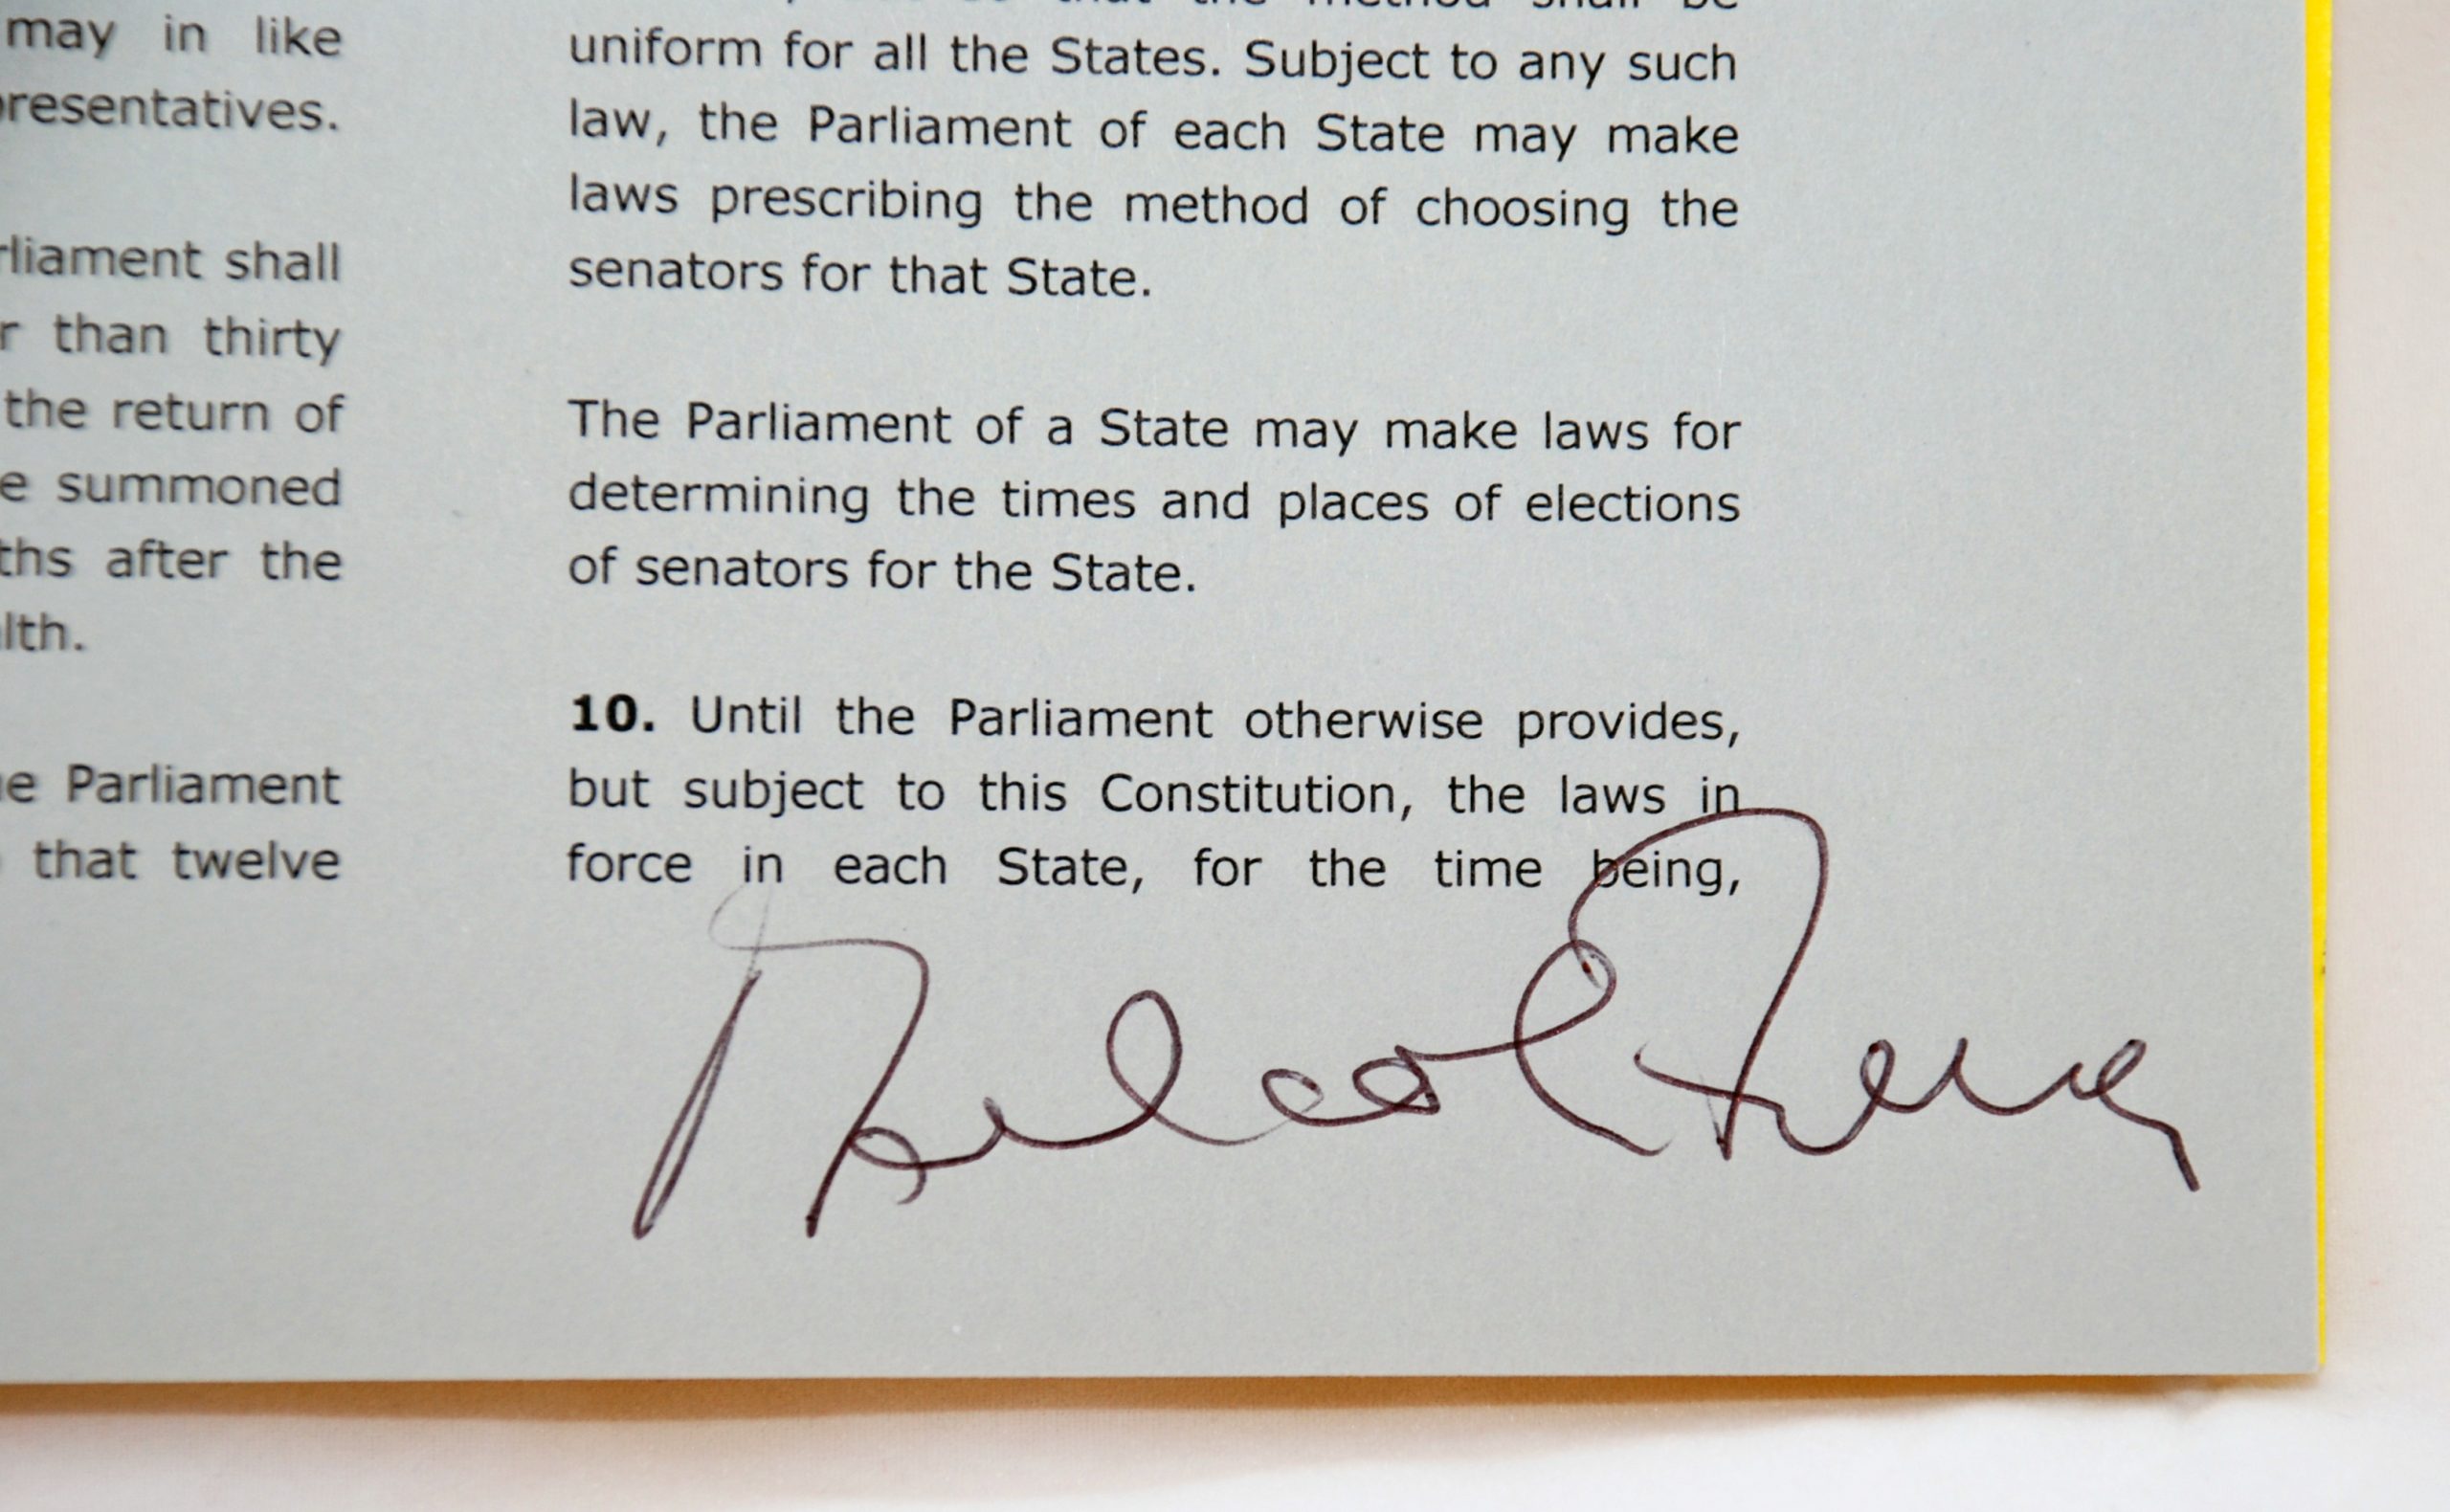 may in like
presentatives.
rliament shall
r than thirty
the return of
e summoned
ths after the
lth.
e Parliament
that twelve
uniform for all the States. Subject to any such
law, the Parliament of each State may make
laws prescribing the method of choosing the
senators for that State.
The Parliament of a State may make laws for
determining the times and places of elections
of senators for the State.
10. Until the Parliament otherwise provides,
but subject to this Constitution, the laws in
force in each State, for the time being,